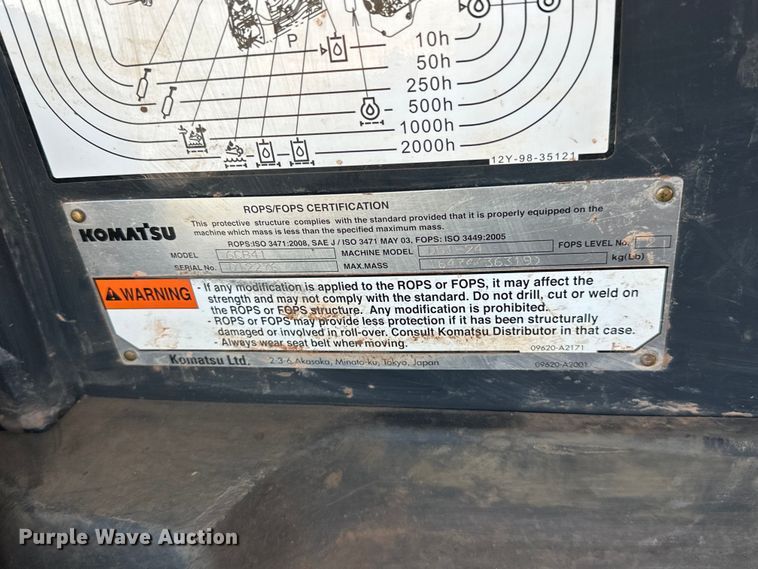 10h
P
50h
250h
500h
1000h
2000h
12Y-98-35121
ROPS/FOPS CERTIFICATION
KOMATSU
This protective structure complies with the standard provided that it is properly equipped on the
machine which mass is less than the specified maximum mass.
ROPS:ISO 3471:2008, SAE J / ISO 3471 MAY 03, FOPS: ISO 3449:2005
FOPS LEVEL No. 2
MODEL MACHINE MODEL
SERIAL No. MAX.MASS kg(Lb)
WARNING
- If any modification is applied to the ROPS or FOPS, it may affect the
strength and may not comply with the standard. Do not drill, cut or weld on
the ROPS or FOPS structure. Any modification is prohibited.
- ROPS or FOPS may provide less protection if it has been structurally
damaged or involved in roll-over. Consult Komatsu Distributor in that case.
- Always wear seat belt when moving.
09620-A2171
Komatsu Ltd. 2-3-6 Akasaka, Minato-ku, Tokyo, Japan 09620-A2001
Purple Wave Auction